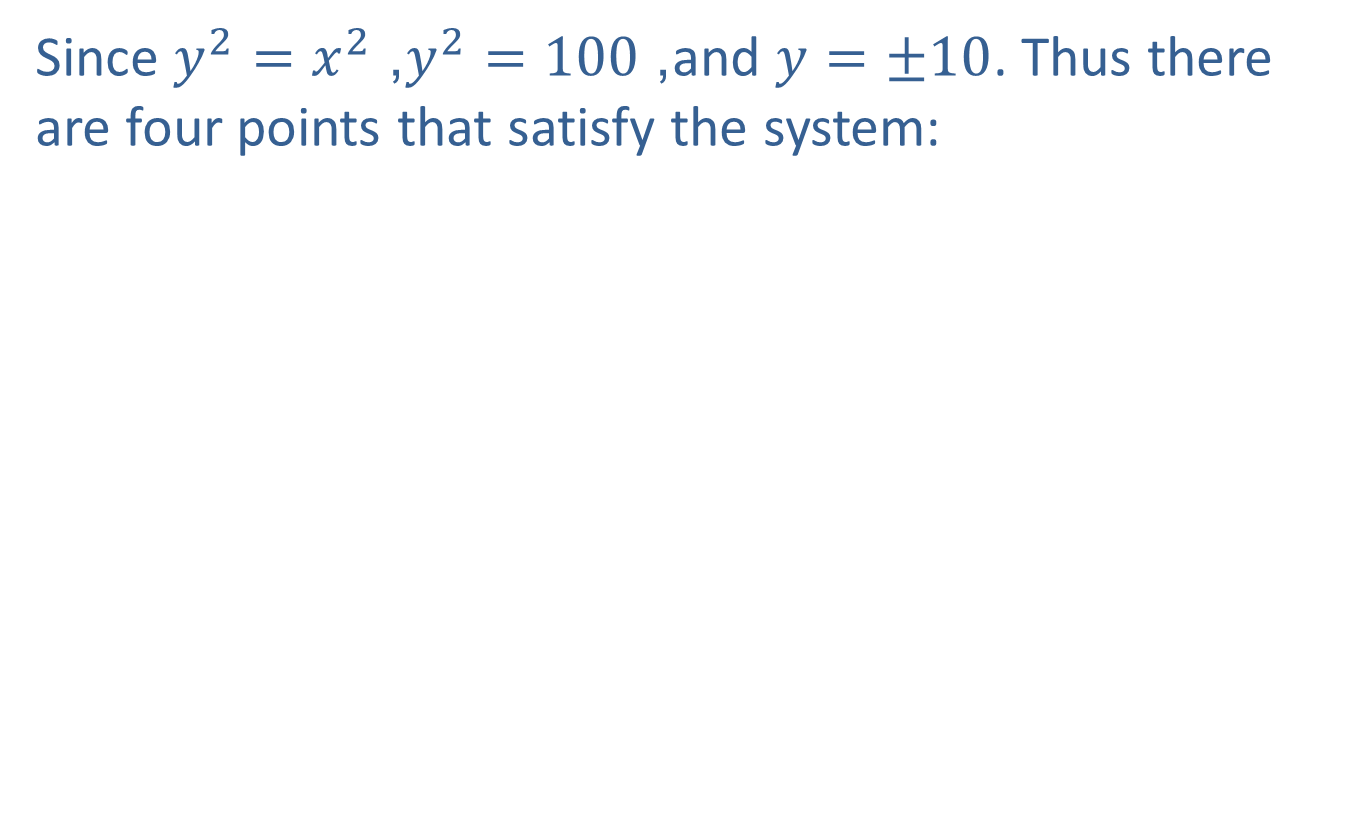 Since y² = x² ,y² = 100 ,and y = ±10. Thus there
are four points that satisfy the system: